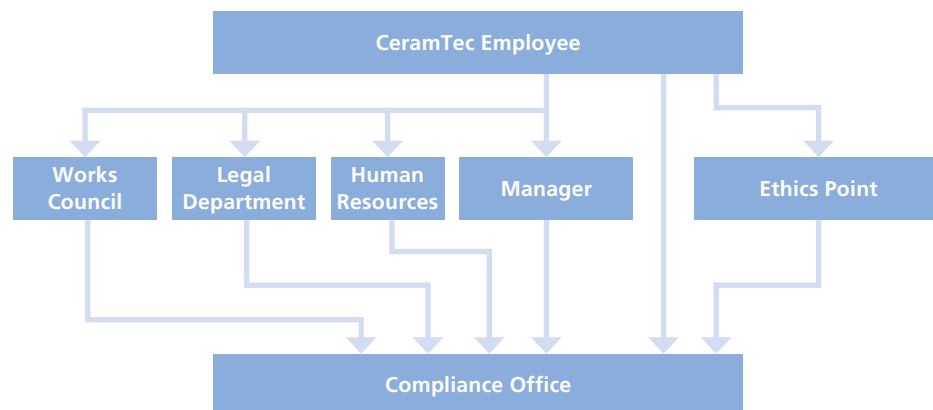 CeramTec Employee
Works
Council
Legal
Department
Human
Resources
Manager
Ethics Point
Compliance Office